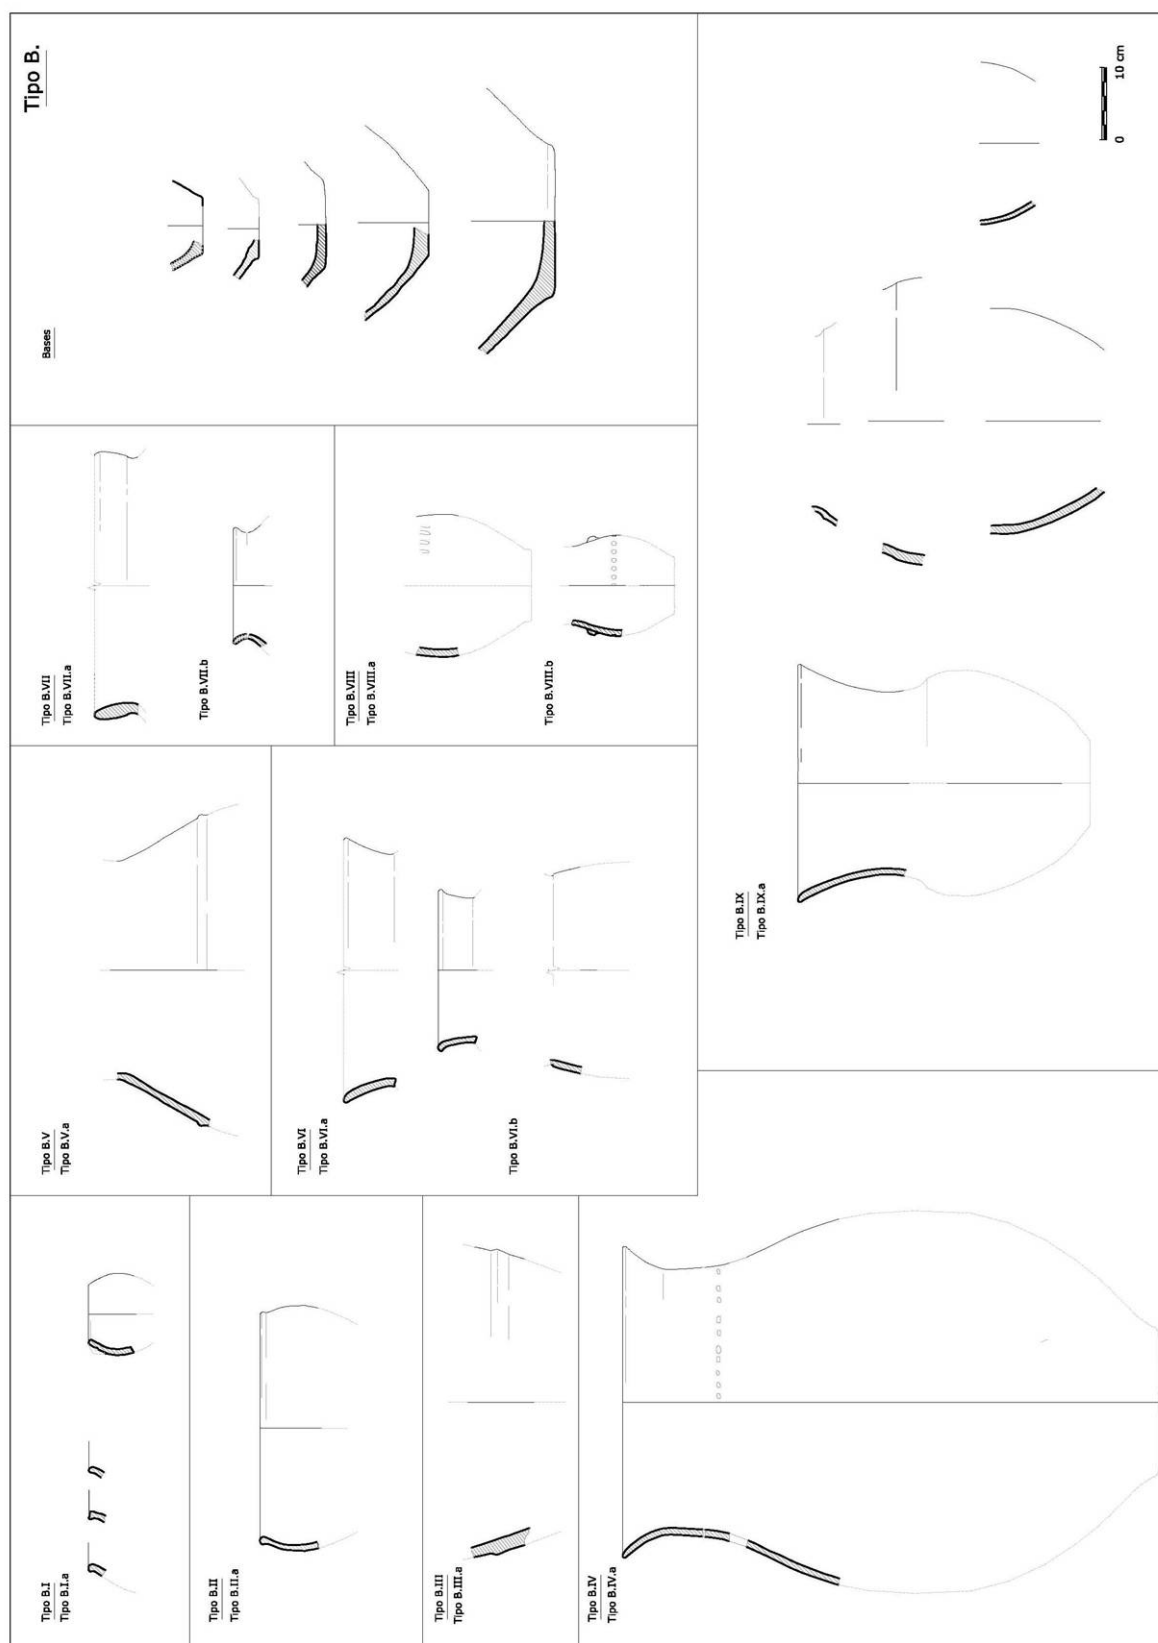 Tipo B.
Bases
Tipo B.I
Tipo B.I.a
Tipo B.II
Tipo B.II.a
Tipo B.III
Tipo B.III.a
Tipo B.IV
Tipo B.IV.a
Tipo B.V
Tipo B.V.a
Tipo B.VI
Tipo B.VI.a
Tipo B.VI.b
Tipo B.VII
Tipo B.VII.a
Tipo B.VII.b
Tipo B.VIII
Tipo B.VIII.a
Tipo B.VIII.b
Tipo B.IX
Tipo B.IX.a
0 10 cm